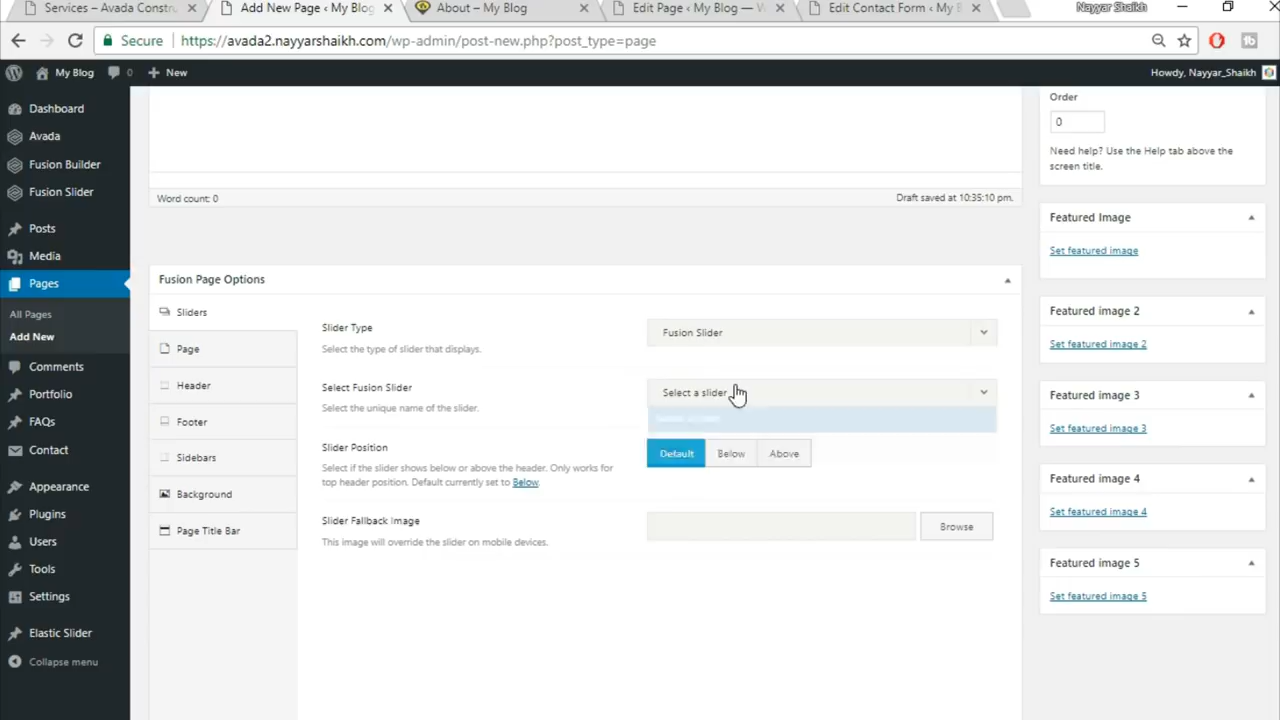 Services – Avada Constru
Add New Page ‹ My Blog
About – My Blog
Edit Page ‹ My Blog — W
Edit Contact Form ‹ My B
Nayyar Shaikh
Secure
https://avada2.nayyarshaikh.com/wp-admin/post-new.php?post_type=page
My Blog
0
New
Howdy, Nayyar_Shaikh
Dashboard
Avada
Fusion Builder
Fusion Slider
Posts
Media
Pages
All Pages
Add New
Comments
Portfolio
FAQs
Contact
Appearance
Plugins
Users
Tools
Settings
Elastic Slider
Collapse menu
Word count: 0
Draft saved at 10:35:10 pm.
Fusion Page Options
Sliders
Page
Header
Footer
Sidebars
Background
Page Title Bar
Slider Type
Select the type of slider that displays.
Fusion Slider
Select Fusion Slider
Select the unique name of the slider.
Select a slider
Slider Position
Select if the slider shows below or above the header. Only works for
top header position. Default currently set to Below.
Default
Below
Above
Slider Fallback Image
This image will override the slider on mobile devices.
Browse
Order
0
Need help? Use the Help tab above the
screen title.
Featured Image
Set featured image
Featured image 2
Set featured image 2
Featured image 3
Set featured image 3
Featured image 4
Set featured image 4
Featured image 5
Set featured image 5